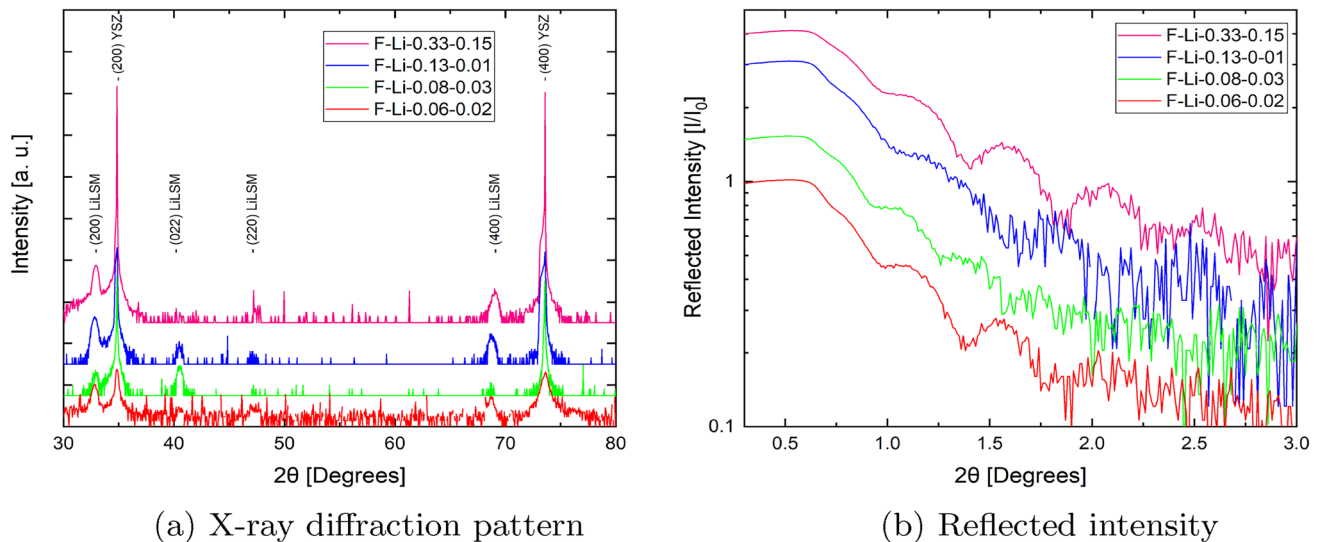 Intensity [a. u.]
- (200) LiLSM
- (200) YSZ
- (022) LiLSM
- (220) LiLSM
- (400) LiLSM
- (400) YSZ
F-Li-0.33-0.15
F-Li-0.13-0.01
F-Li-0.08-0.03
F-Li-0.06-0.02
30 40 50 60 70 80
2θ [Degrees]
(a) X-ray diffraction pattern
Reflected Intensity [I/I0]
1
0.1
F-Li-0.33-0.15
F-Li-0.13-0-01
F-Li-0.08-0.03
F-Li-0.06-0.02
0.5 1.0 1.5 2.0 2.5 3.0
2θ [Degrees]
(b) Reflected intensity